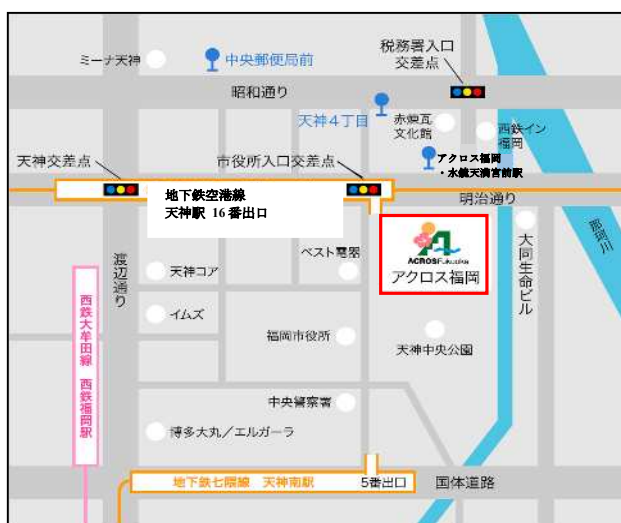 ミーナ天神
中央郵便局前
税務署入口
交差点
昭和通り
天神4丁目
赤煉瓦
文化館
西鉄イン
福岡
天神交差点
市役所入口交差点
アクロス福岡
・水鏡天満宮前駅
地下鉄空港線
天神駅 16番出口
明治通り
那珂川
渡辺通り
天神コア
ベスト電器
ACROSFukuoka
アクロス福岡
大同生命ビル
イムズ
福岡市役所
天神中央公園
西鉄大牟田線 西鉄福岡駅
中央警察署
博多大丸/エルガーラ
地下鉄七隈線 天神南駅
5番出口
国体道路